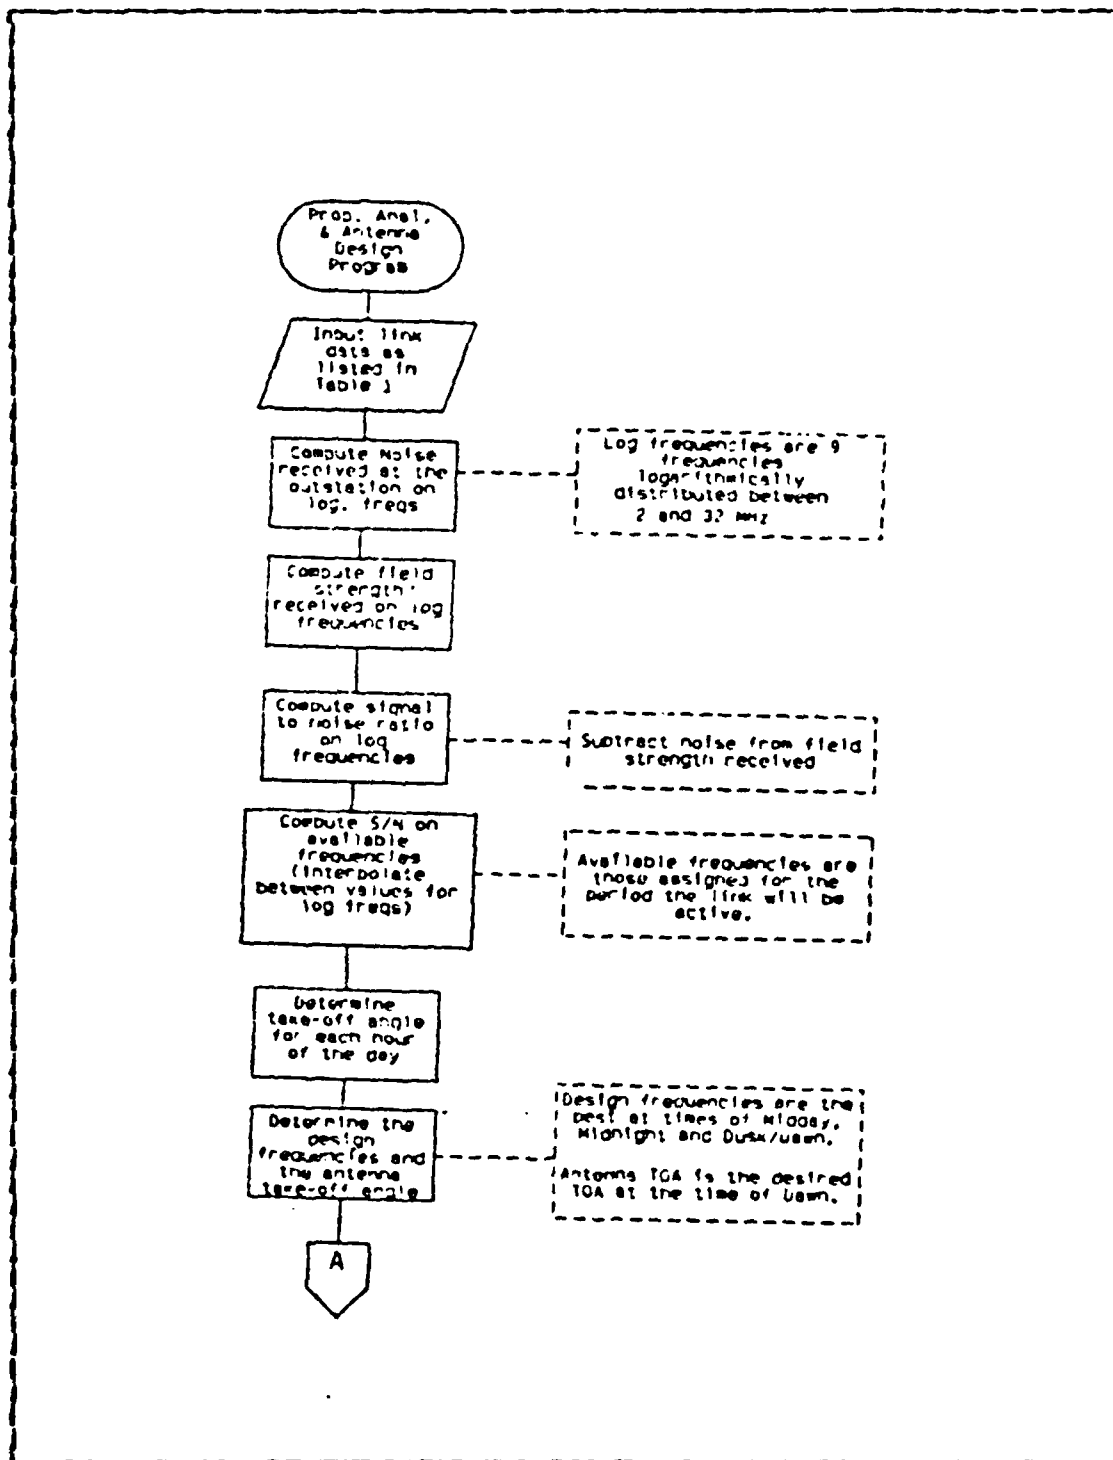 Prop. Anal.
& Antenna
Design
Program
Input link
data as
listed in
Table
Compute Noise
received at the
outstation on
log. freqs
Log frequencies are 9
frequencies
logarithmically
distributed between
2 and 32 MHz
Compute field
strength
received on log
frequencies
Compute signal
to noise ratio
on log
frequencies
Subtract noise from field
strength received
Compute S/N on
available
frequencies
(interpolate
between values for
log freqs)
Available frequencies are
those assigned for the
period the link will be
active.
Determine
take-off angle
for each hour
of the day
Determine the
design
frequencies and
the antenna
take-off angle
Design frequencies are the
best at times of Midday,
Midnight and Dusk/Dawn.
Antenna TOA is the desired
TOA at the time of Dawn.
A